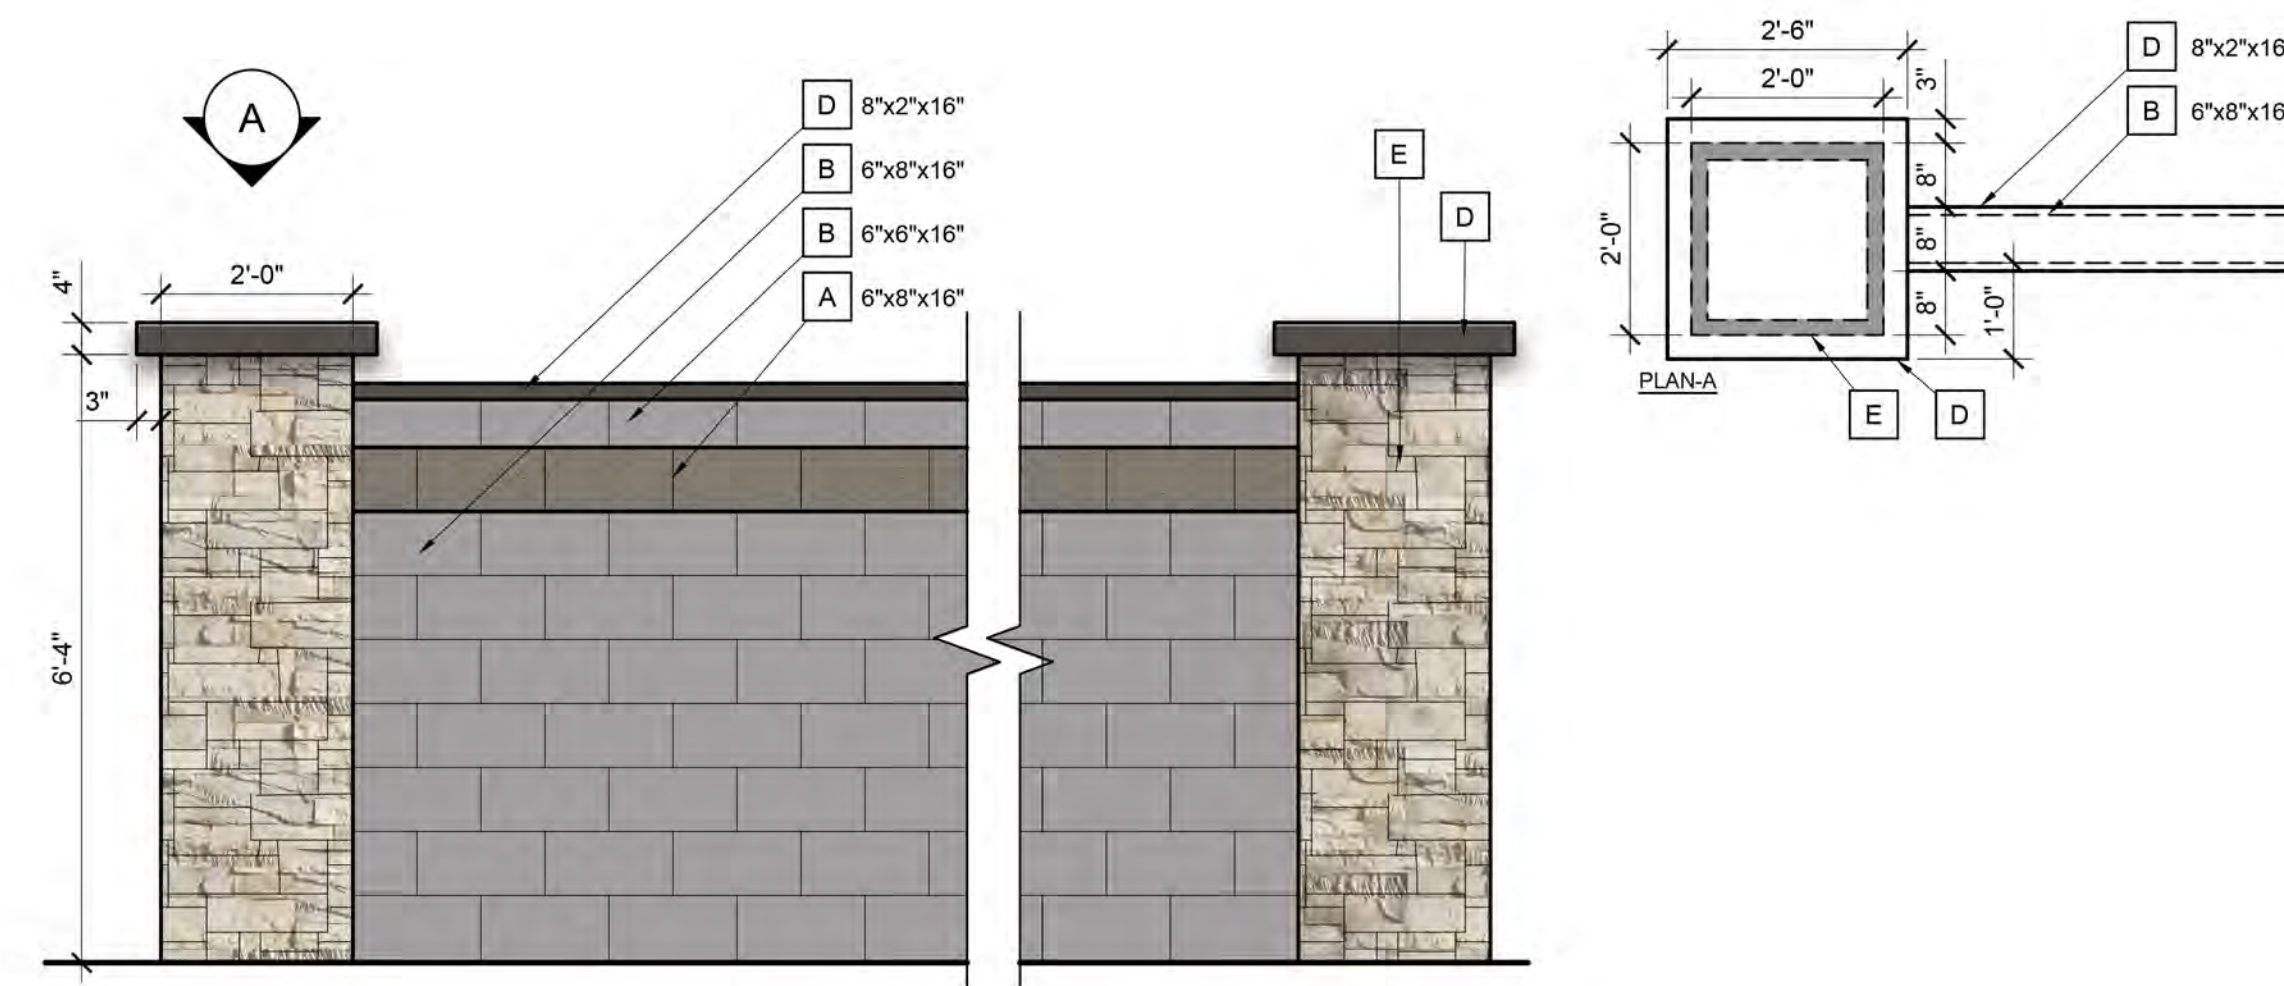 A
D 8"x2"x16"
B 6"x8"x16"
B 6"x6"x16"
A 6"x8"x16"
E
D
4"
2'-0"
3"
6'-4"
2'-6"
2'-0"
3"
D 8"x2"x16
B 6"x8"x16
2'-0"
8"
8"
8"
1'-0"
PLAN-A
E
D